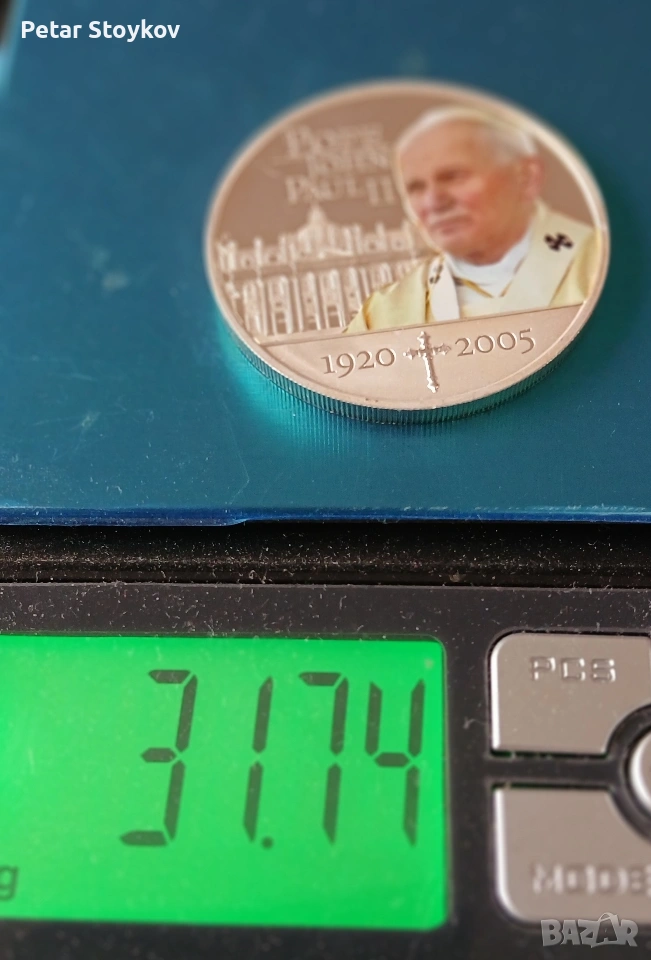 Petar Stoykov
POPE
JOHN
PAUL II
1920 2005
31.74
g
PCS
MODE
BAZAR